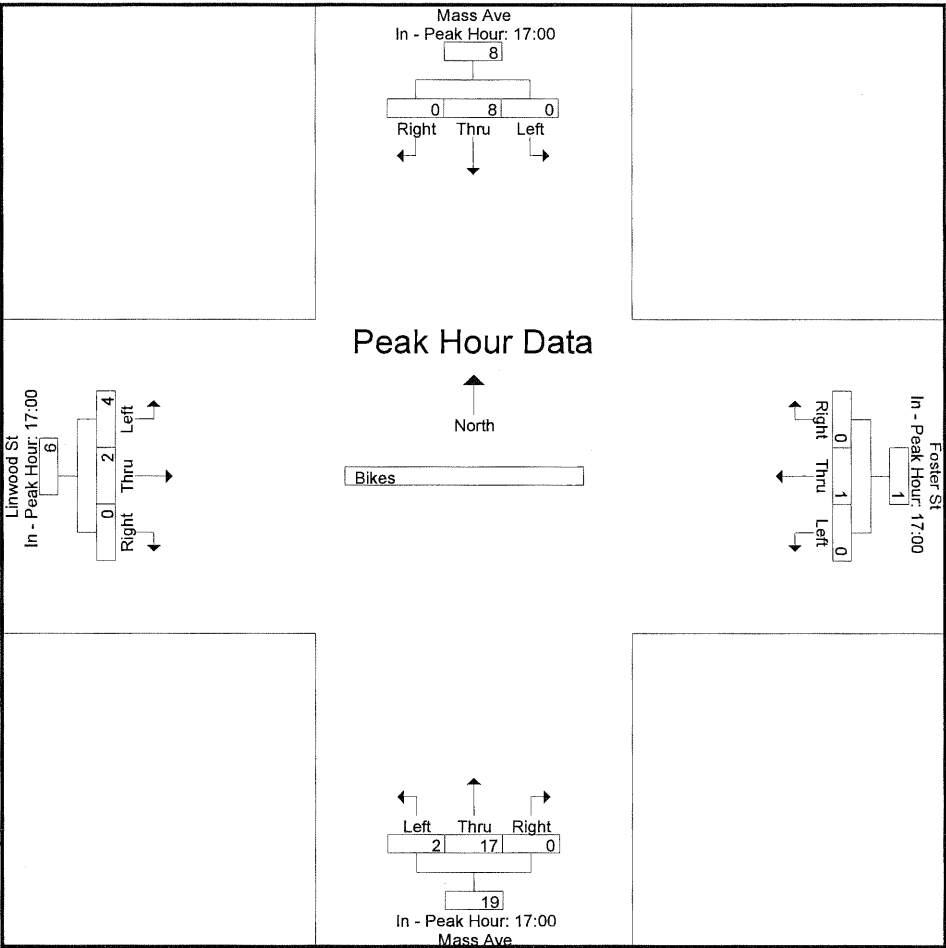 Mass Ave
In - Peak Hour: 17:00
8
0 8 0
Right Thru Left
Peak Hour Data
North
Bikes
Linwood St
In - Peak Hour: 17:00
6
4 2 0
Left Thru Right
Foster St
In - Peak Hour: 17:00
1
0 1 0
Right Thru Left
Left Thru Right
2 17 0
19
In - Peak Hour: 17:00
Mass Ave